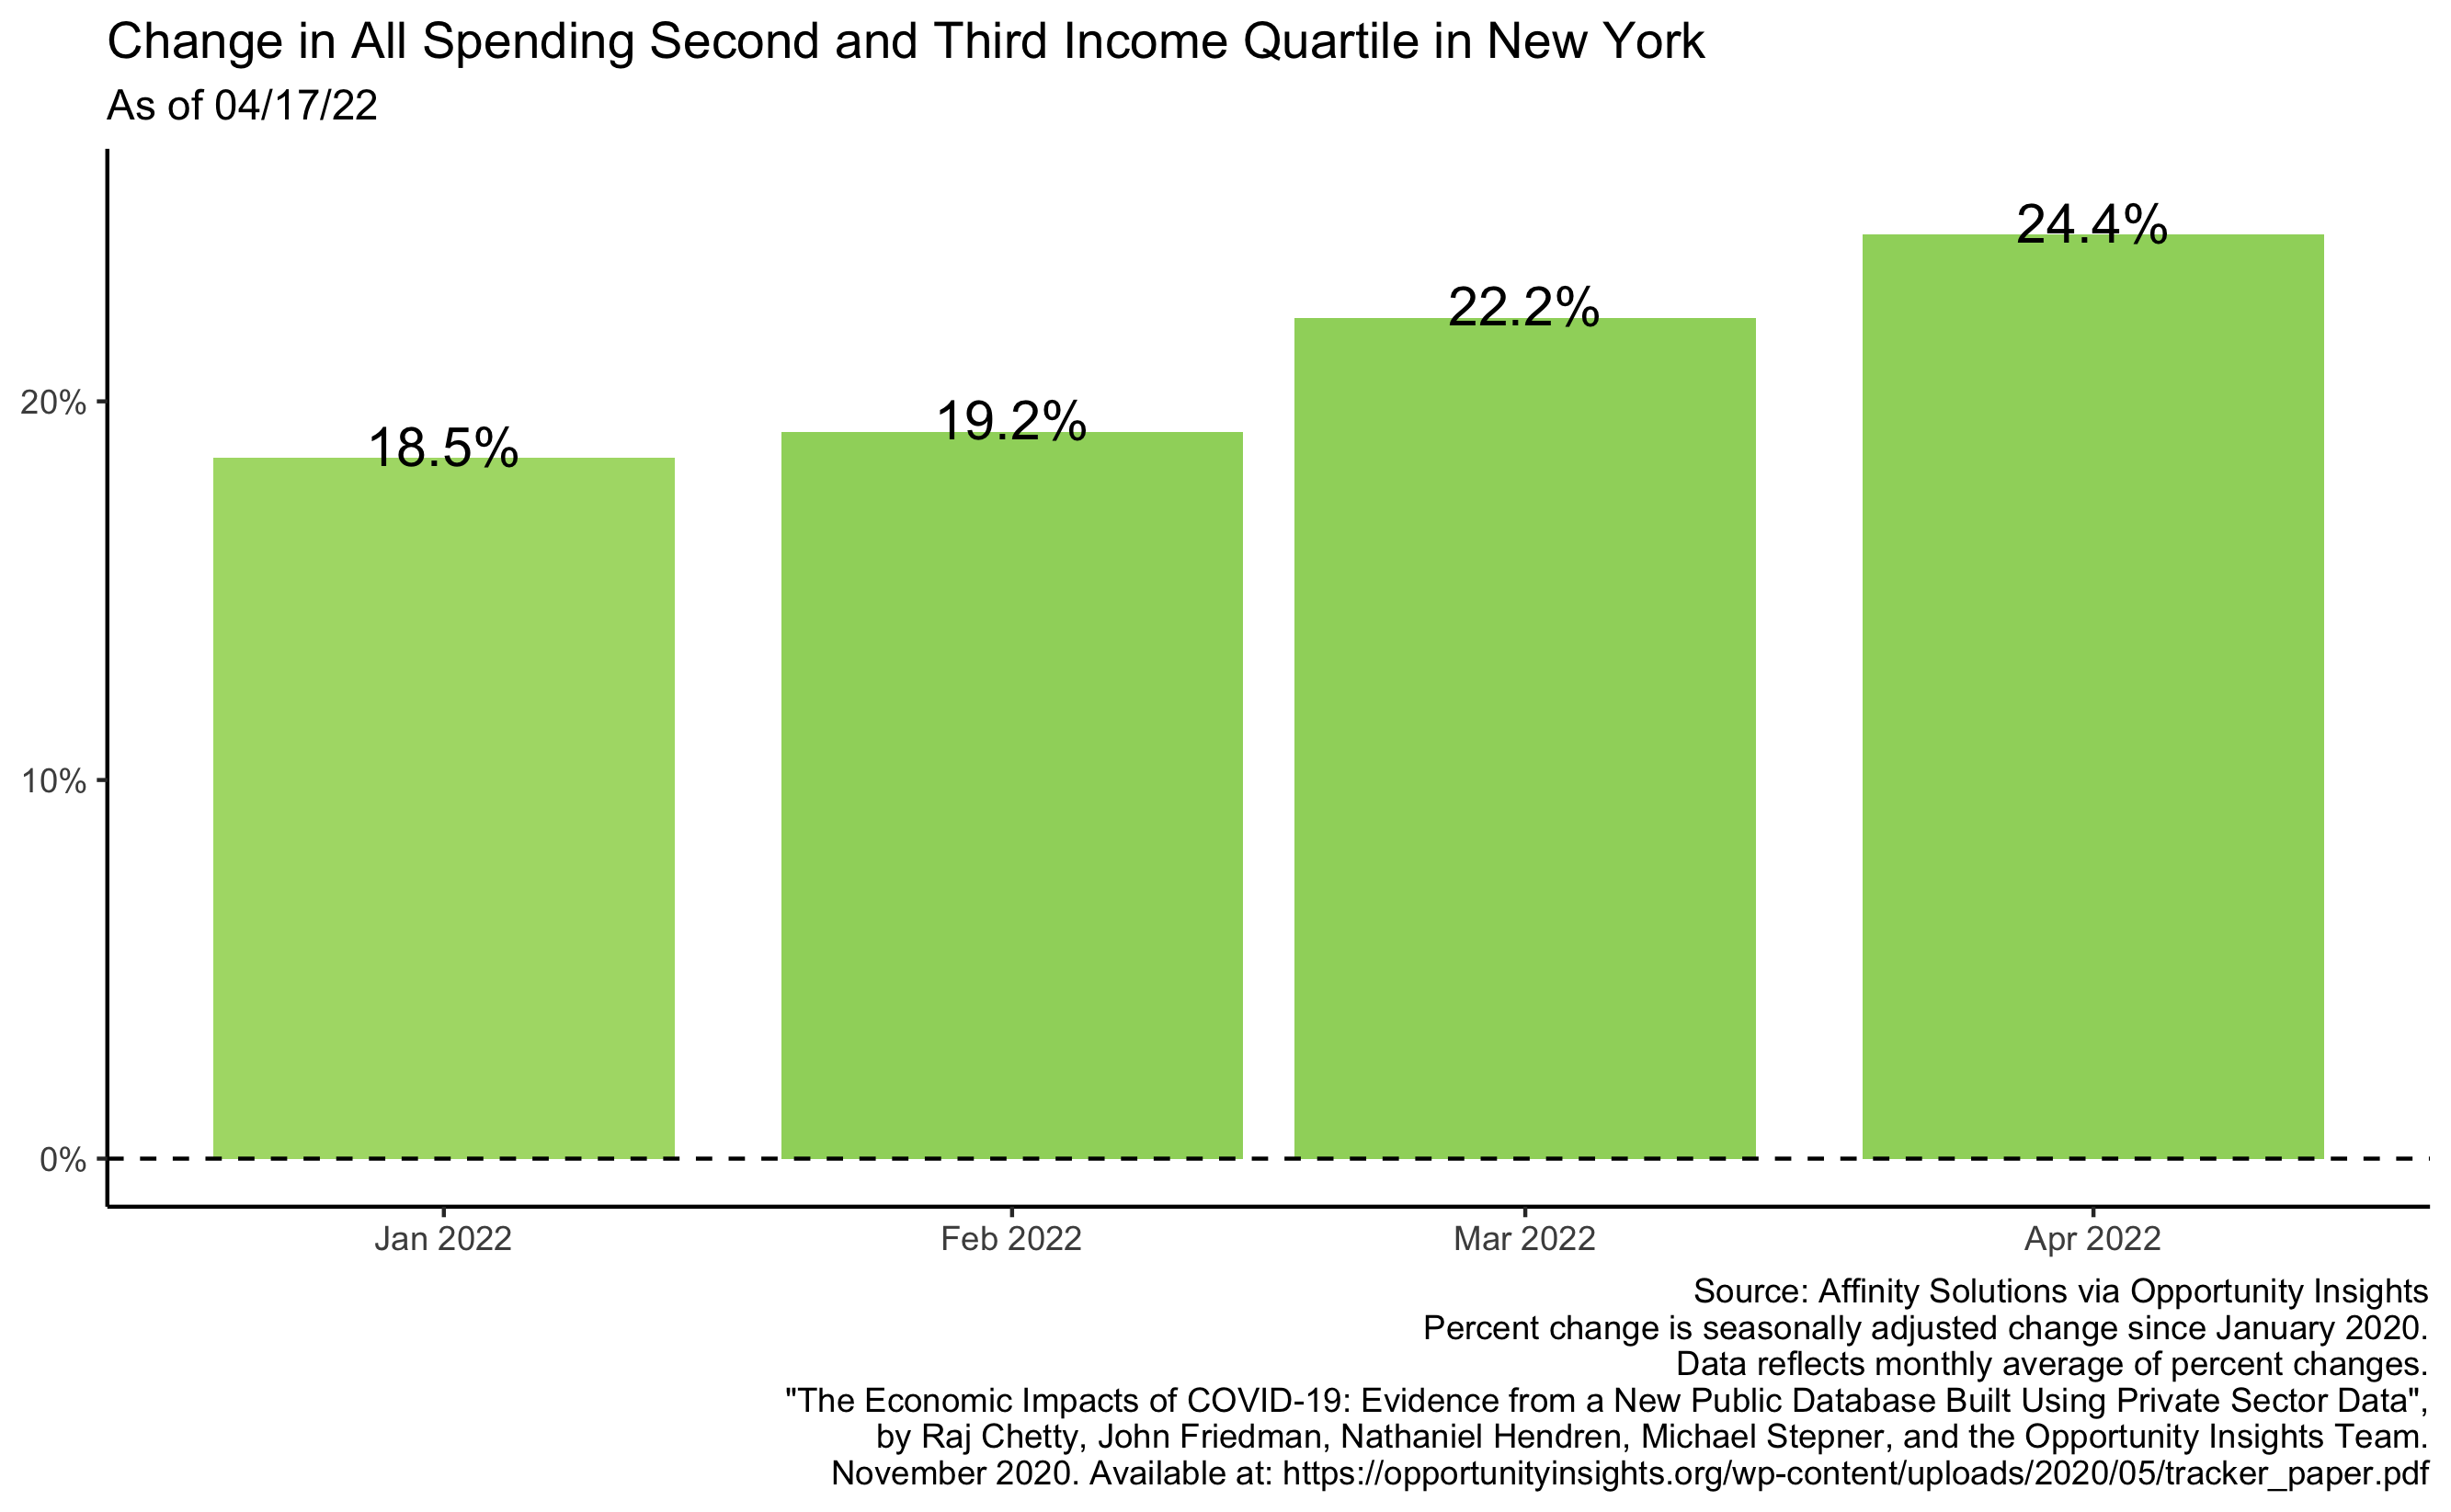 Change in All Spending Second and Third Income Quartile in New York
As of 04/17/22
24.4%
22.2%
20%
19.2%
18.5%
10%
0%
Jan 2022
Feb 2022
Mar 2022
Apr 2022
Source: Affinity Solutions via Opportunity Insights
Percent change is seasonally adjusted change since January 2020.
Data reflects monthly average of percent changes.
"The Economic Impacts of COVID-19: Evidence from a New Public Database Built Using Private Sector Data",
by Raj Chetty, John Friedman, Nathaniel Hendren, Michael Stepner, and the Opportunity Insights Team.
November 2020. Available at: https://opportunityinsights.org/wp-content/uploads/2020/05/tracker_paper.pdf